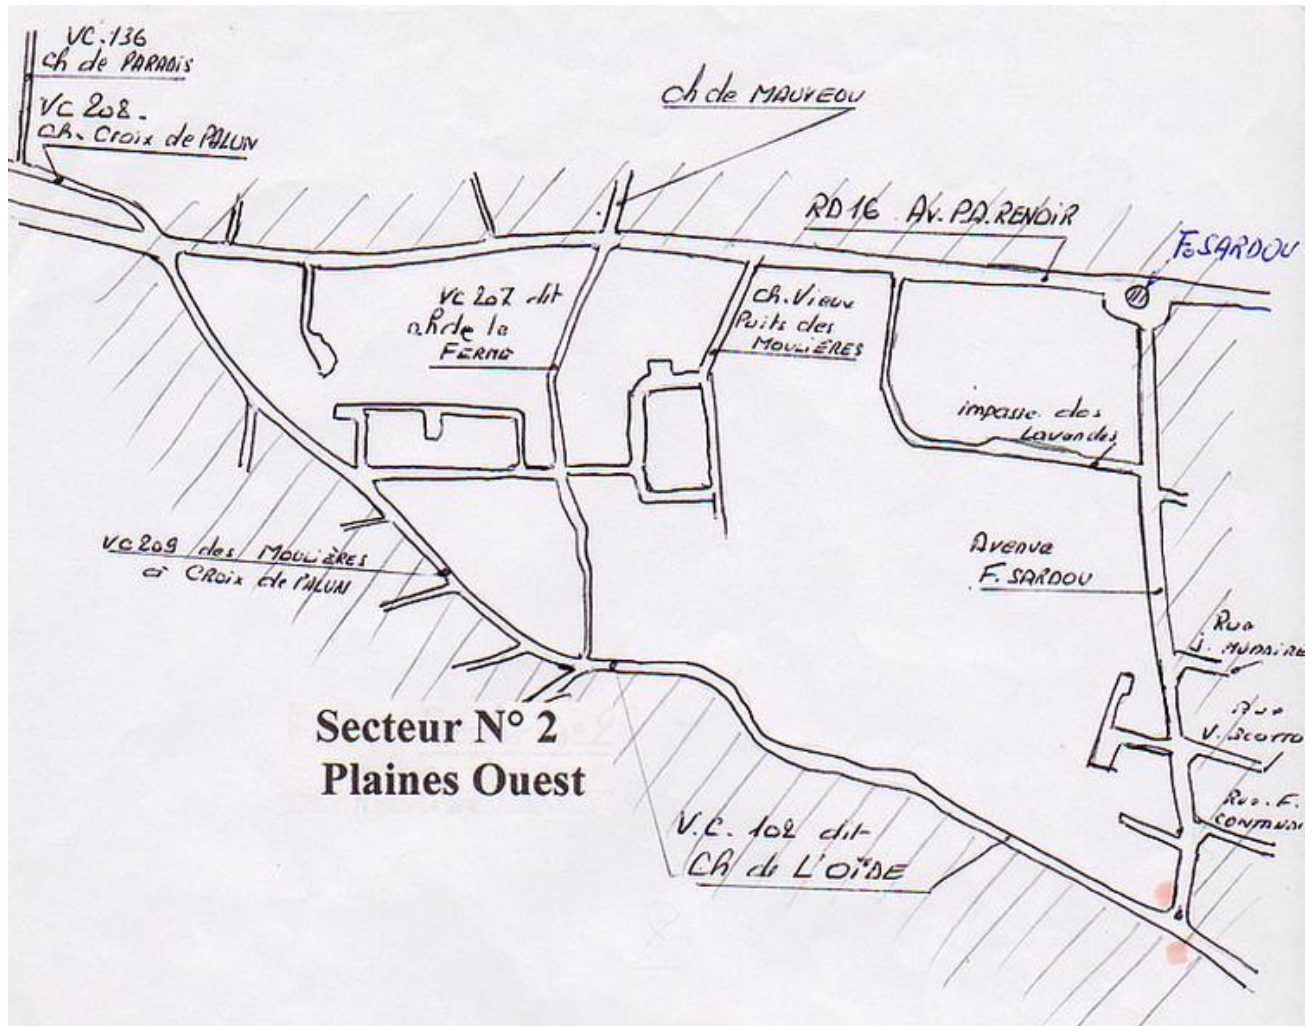 VC.136
Ch de PARADIS
VC 208.
Ch. Croix de PALUN
Ch de MAUVEOU
RD16 Av. P.A. RENOIR
F. SARDOU
VC 207 dit
ch de la
FERME
Ch. Vieux
Puits des
MOULIÈRES
impasse des
Lavandes
VC 209 des MOULIÈRES
à CROIX de PALUN
Avenue
F. SARDOU
Rue
Rue
V. SCOTTO
Rue. F.
Secteur N° 2
Plaines Ouest
V.C. 102 dit
Ch de L'OÏDE